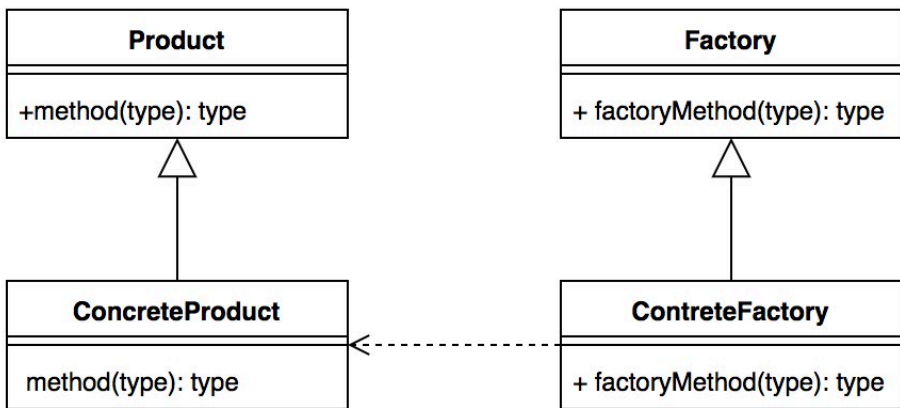 Product
+method(type): type
Factory
+ factoryMethod(type): type
ConcreteProduct
method(type): type
ContreteFactory
+ factoryMethod(type): type